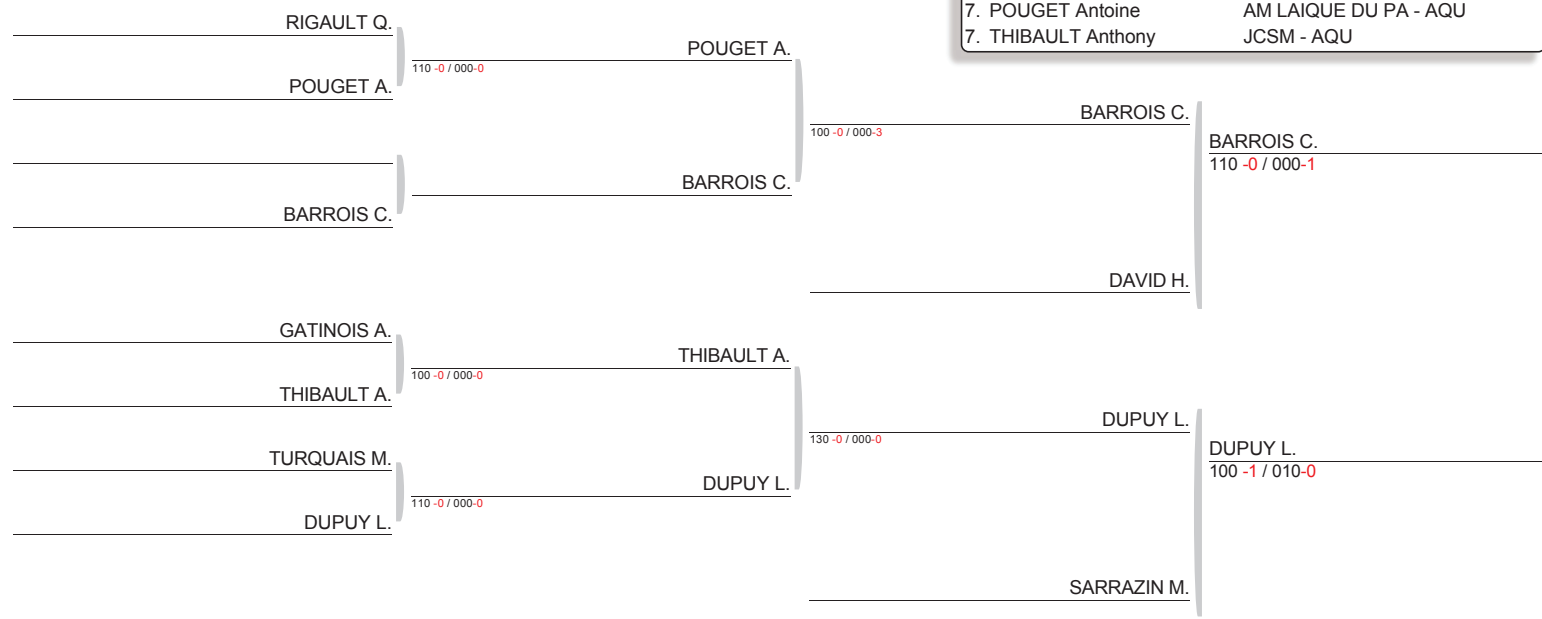 7. POUGET Antoine AM LAIQUE DU PA - AQU
7. THIBAULT Anthony JCSM - AQU
RIGAULT Q.
POUGET A.
110 -0 / 000-0
POUGET A.
BARROIS C.
BARROIS C.
100 -0 / 000-3
BARROIS C.
DAVID H.
BARROIS C.
110 -0 / 000-1
GATINOIS A.
THIBAULT A.
100 -0 / 000-0
THIBAULT A.
TURQUAIS M.
DUPUY L.
110 -0 / 000-0
DUPUY L.
130 -0 / 000-0
DUPUY L.
SARRAZIN M.
DUPUY L.
100 -1 / 010-0